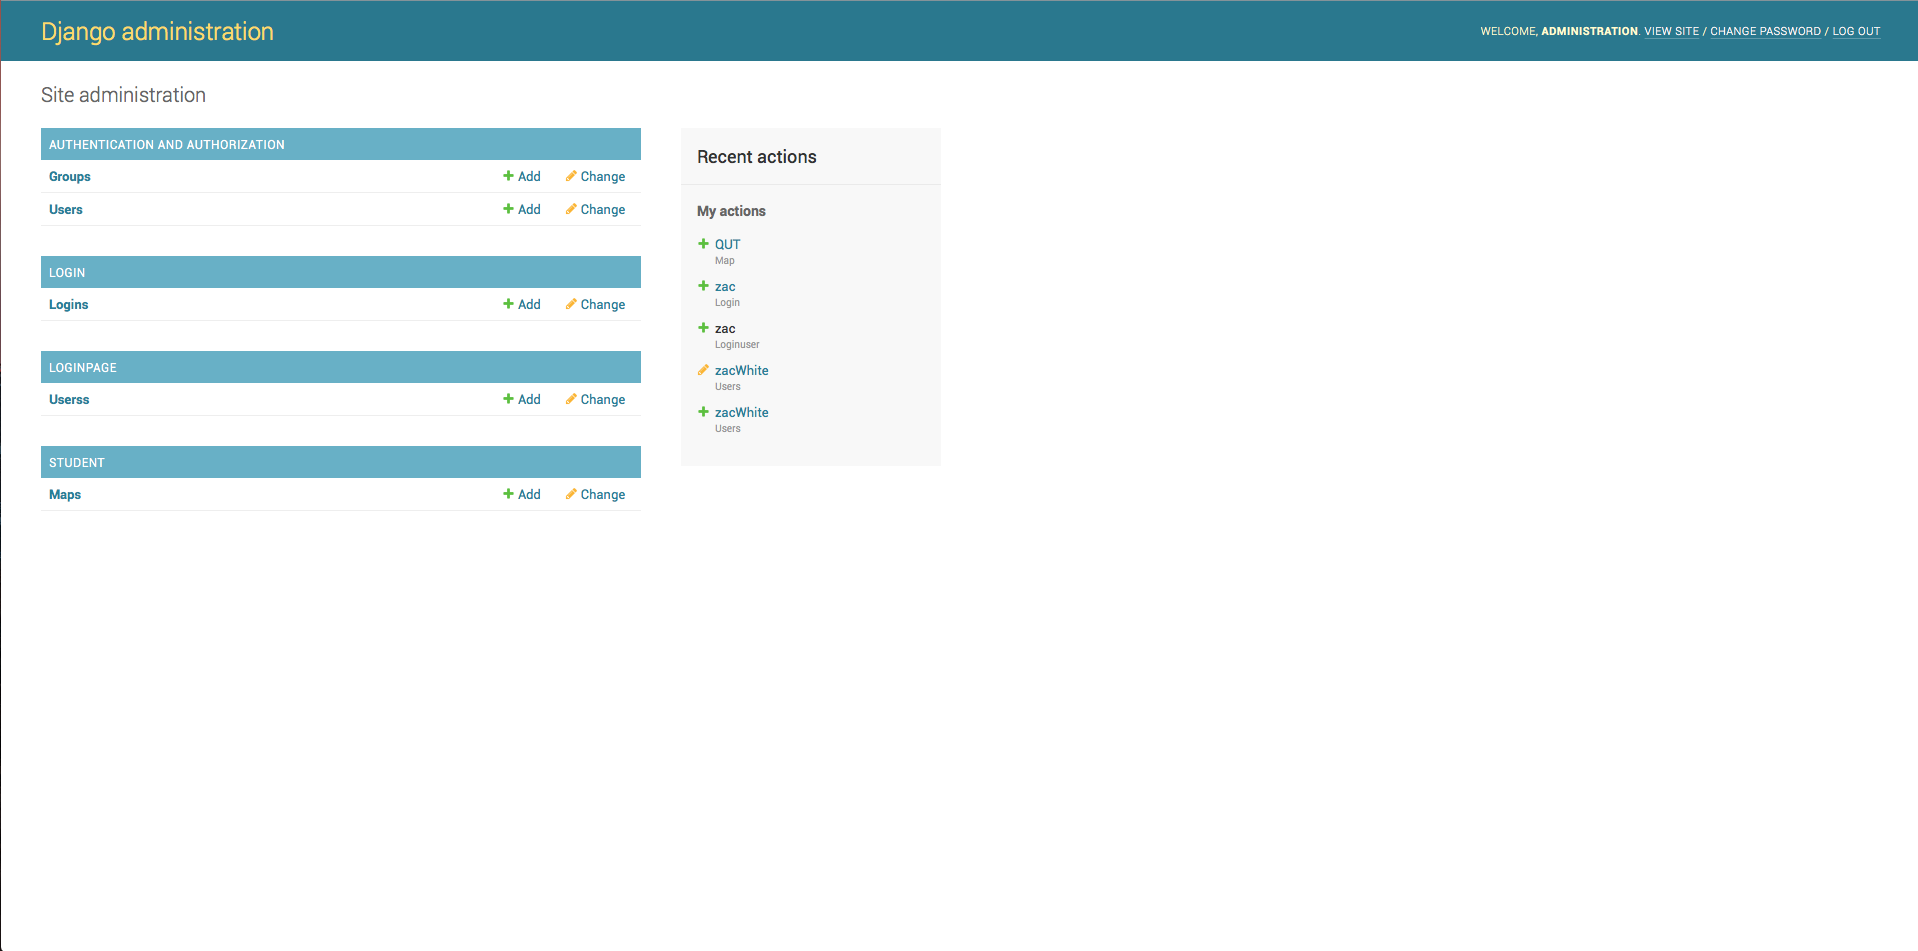 Django administration
WELCOME, ADMINISTRATION. VIEW SITE / CHANGE PASSWORD / LOG OUT
Site administration
AUTHENTICATION AND AUTHORIZATION
Groups Add Change
Users Add Change
LOGIN
Logins Add Change
LOGINPAGE
Userss Add Change
STUDENT
Maps Add Change
Recent actions
My actions
QUT
Map
zac
Login
zac
Loginuser
zacWhite
Users
zacWhite
Users